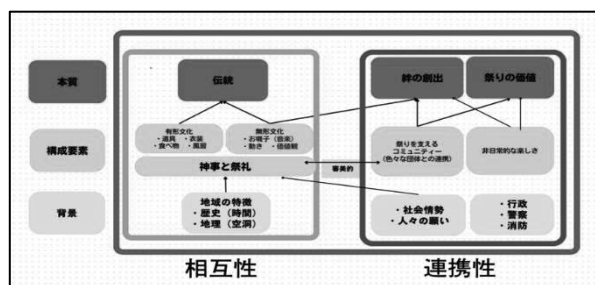 本質
伝統
絆の創出
祭りの価値
構成要素
有形文化
・道具 ・衣装
・食べ物 ・風習
無形文化
・お囃子(音楽)
・動き ・価値観
祭りを支える
コミュニティー
(色々な団体との連携)
非日常的な楽しさ
神事と祭礼
審美的
背景
地域の特徴
・歴史(時間)
・地理(空洞)
・社会情勢
・人々の願い
・行政
・警察
・消防
相互性
連携性